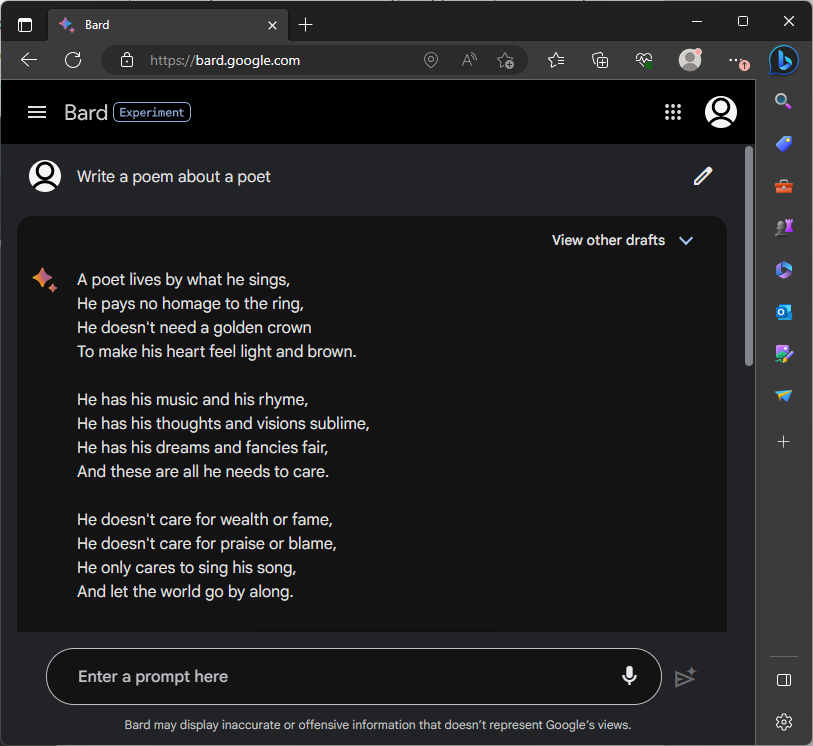 Bard
https://bard.google.com
Bard Experiment
Write a poem about a poet
View other drafts
A poet lives by what he sings,
He pays no homage to the ring,
He doesn't need a golden crown
To make his heart feel light and brown.
He has his music and his rhyme,
He has his thoughts and visions sublime,
He has his dreams and fancies fair,
And these are all he needs to care.
He doesn't care for wealth or fame,
He doesn't care for praise or blame,
He only cares to sing his song,
And let the world go by along.
Enter a prompt here
Bard may display inaccurate or offensive information that doesn’t represent Google’s views.